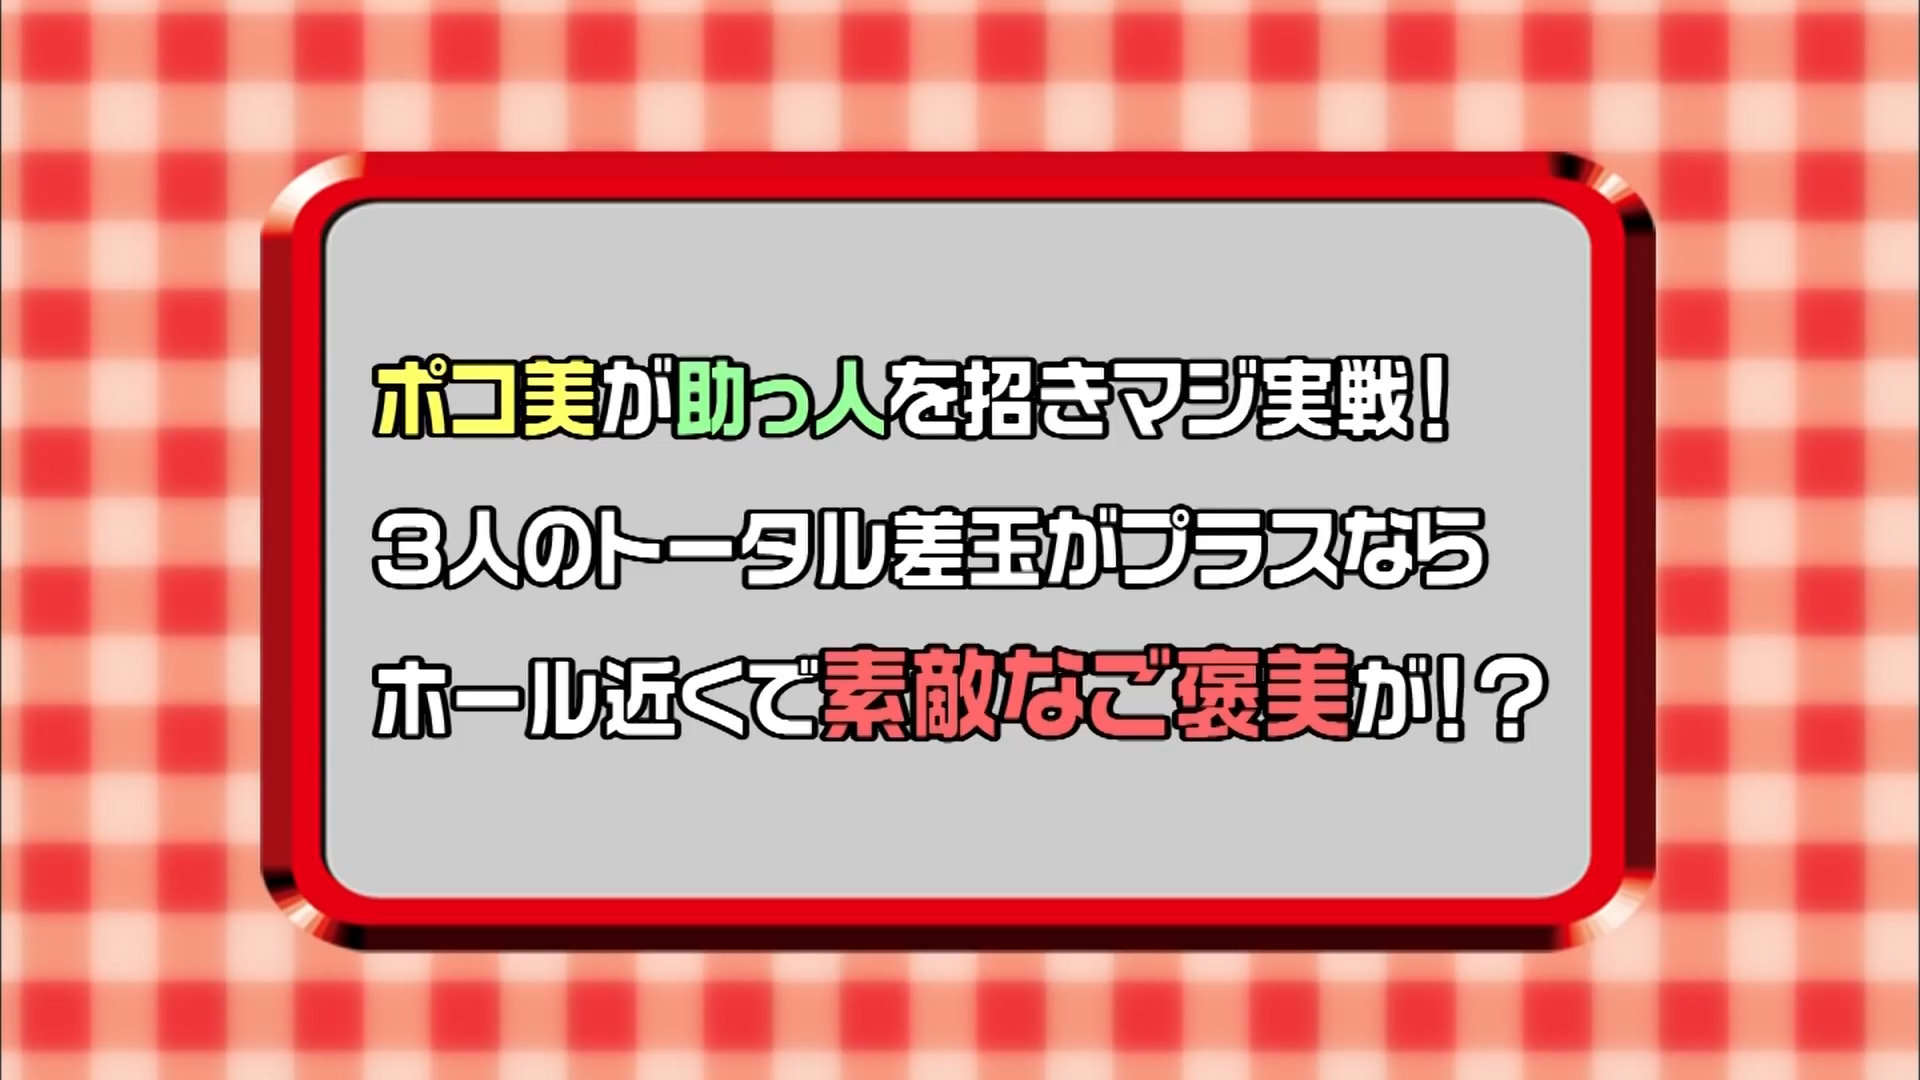 ポコ美が助っ人を招きマジ実戦！
３人のトータル差玉がプラスなら
ホール近くで素敵なご褒美が！？